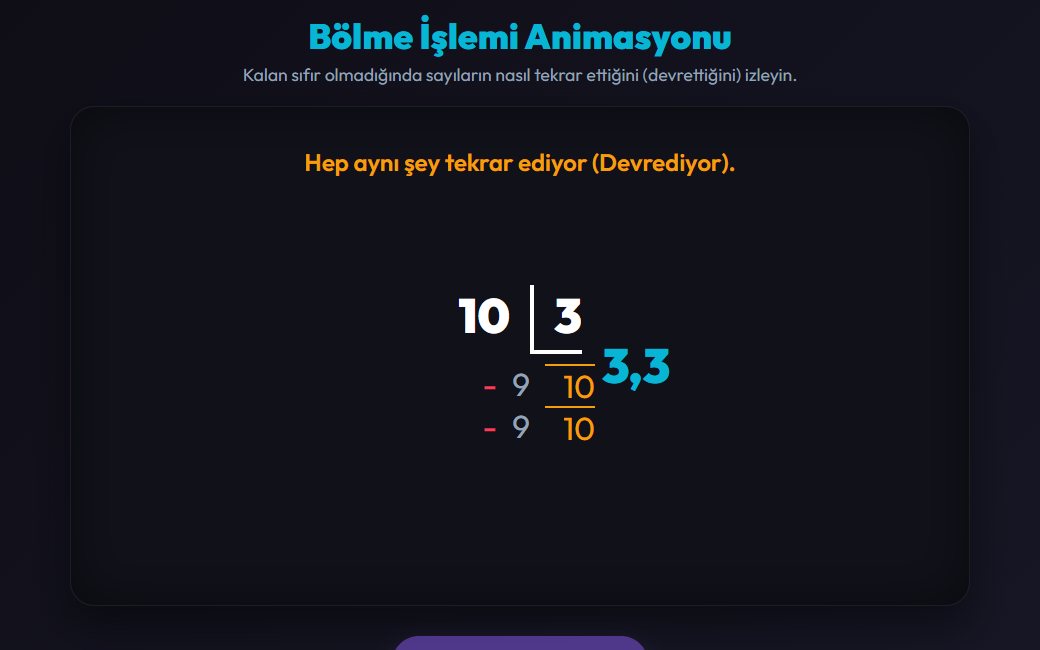 Bölme İşlemi Animasyonu
Kalan sıfır olmadığında sayıların nasıl tekrar ettiğini (devrettiğini) izleyin.
Hep aynı şey tekrar ediyor (Devrediyor).
10 3
3,3
- 9 10
- 9 10